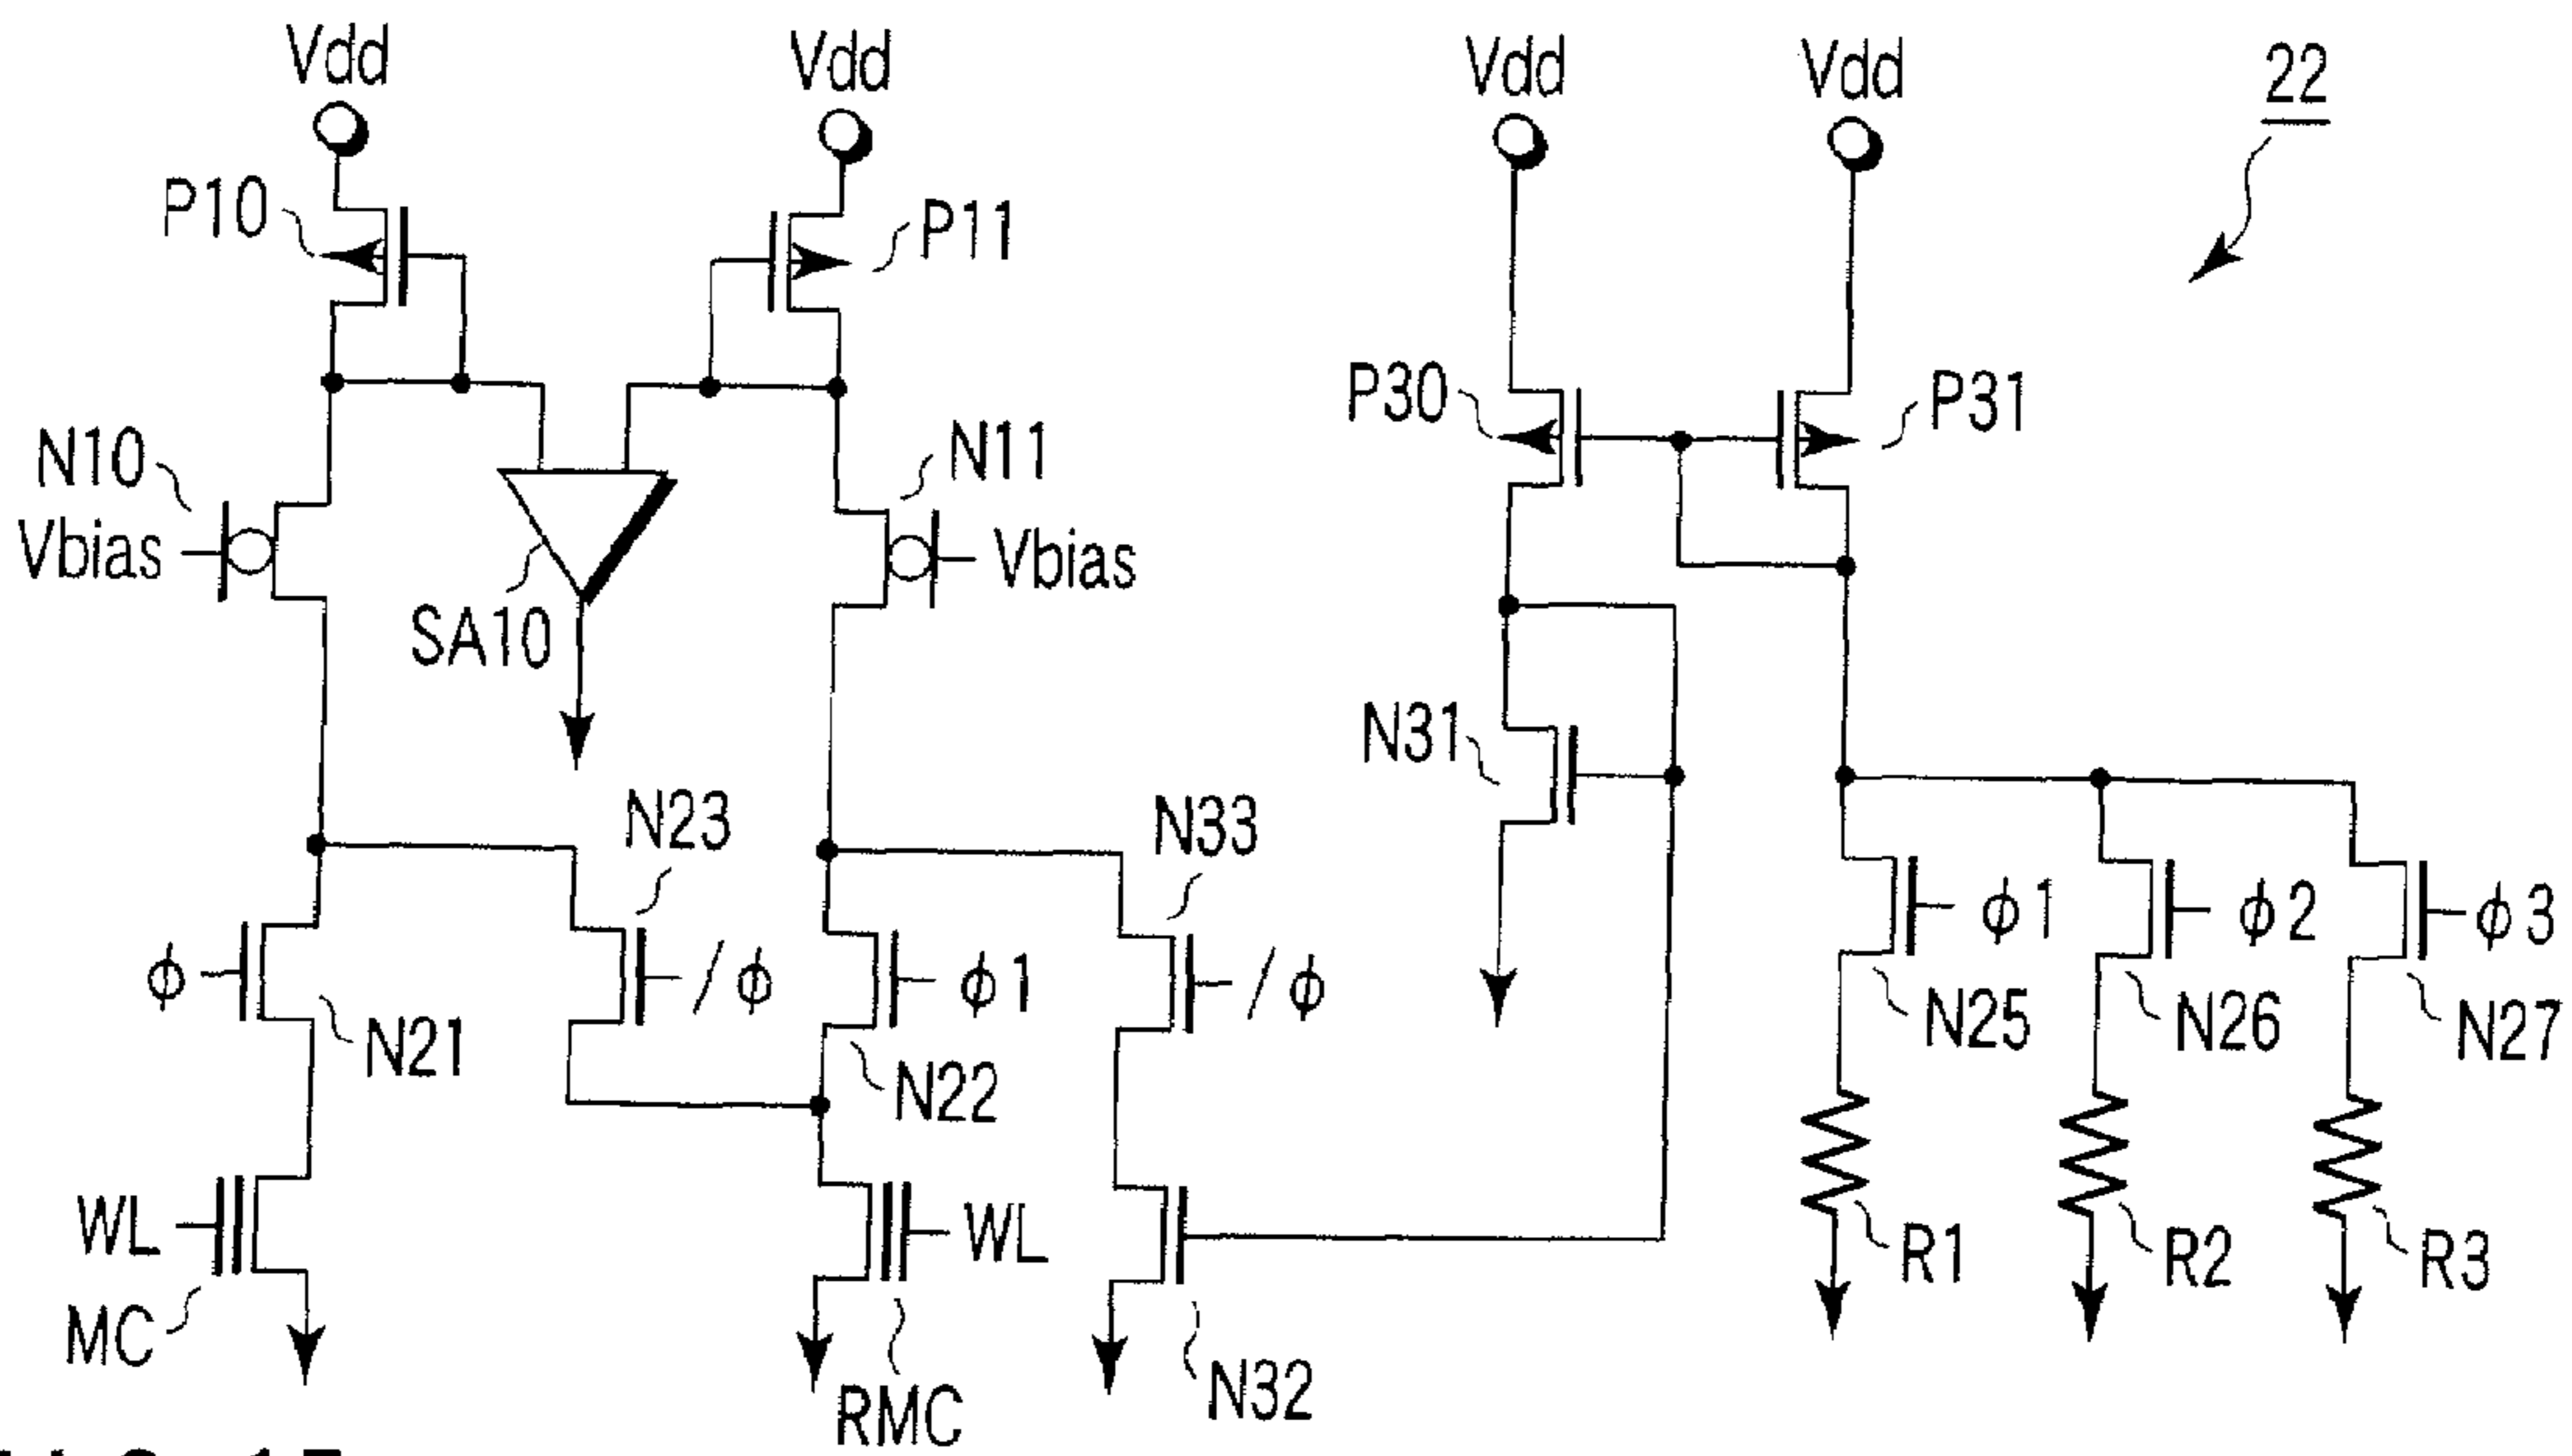 Vdd
Vdd
Vdd
Vdd
22
P10
P11
P30
P31
N10
N11
Vbias
Vbias
SA10
N31
N23
N33
ϕ
/ϕ
ϕ1
/ϕ
ϕ1
ϕ2
ϕ3
N21
N22
N25
N26
N27
WL
WL
R1
R2
R3
MC
RMC
N32